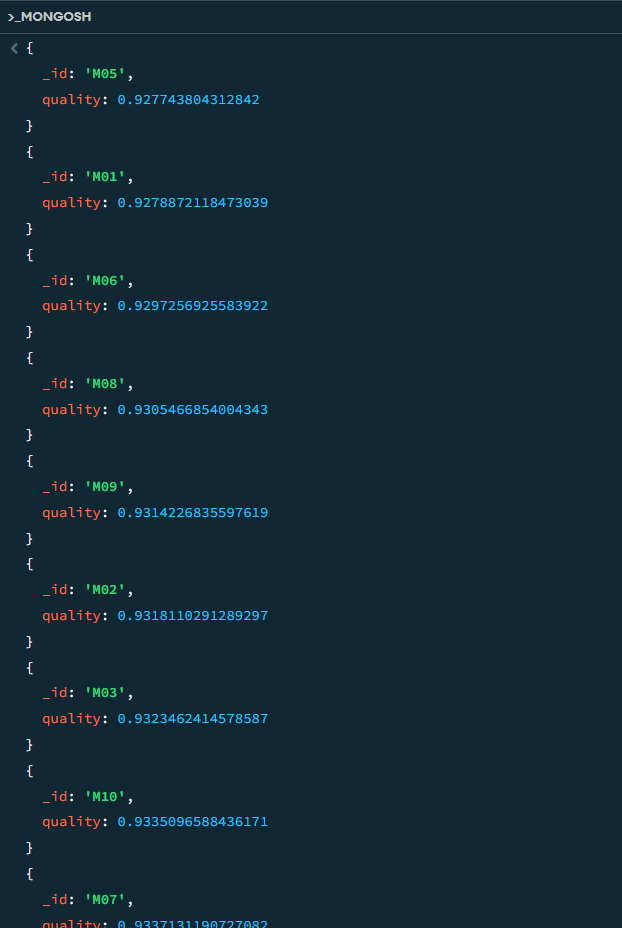 >_MONGOSH
{
_id: 'M05',
quality: 0.927743804312842
}
{
_id: 'M01',
quality: 0.9278872118473039
}
{
_id: 'M06',
quality: 0.9297256925583922
}
{
_id: 'M08',
quality: 0.9305466854004343
}
{
_id: 'M09',
quality: 0.9314226835597619
}
{
_id: 'M02',
quality: 0.9318110291289297
}
{
_id: 'M03',
quality: 0.9323462414578587
}
{
_id: 'M10',
quality: 0.9335096588436171
}
{
_id: 'M07',
quality: 0.9337131190727082